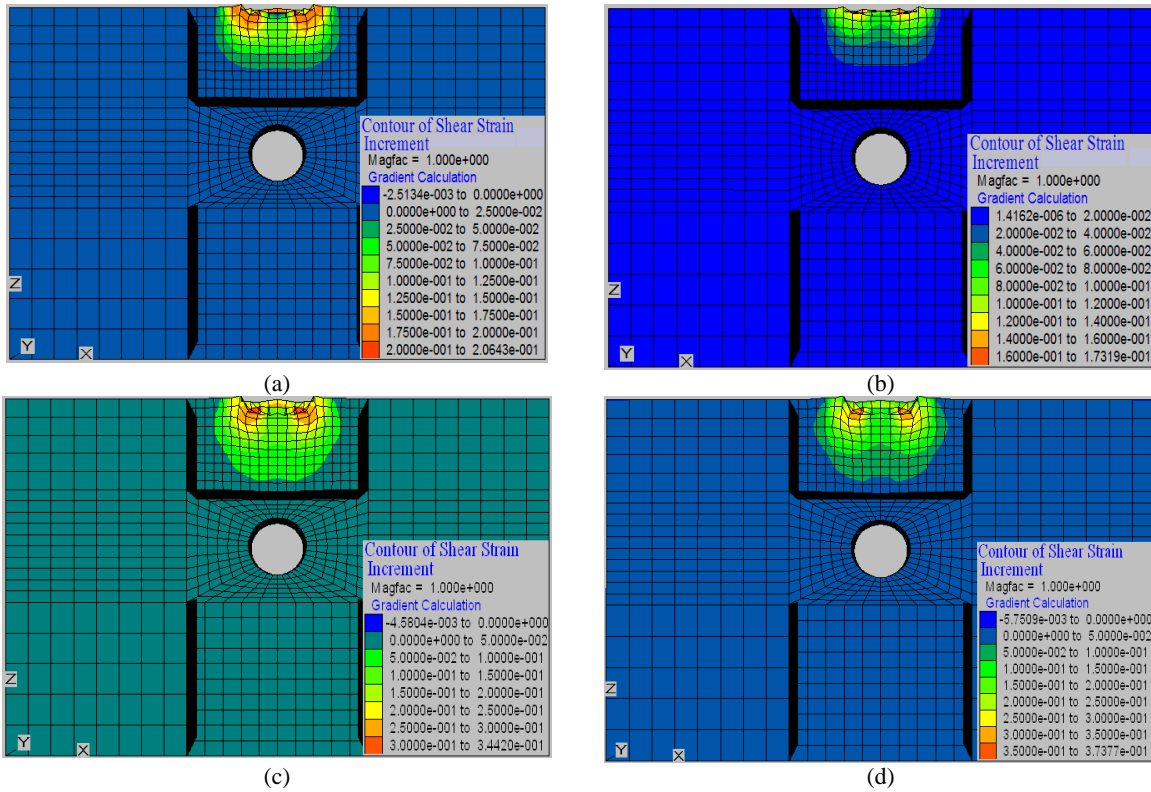 Contour of Shear Strain
Increment
Magfac = 1.000e+000
Gradient Calculation
-2.5134e-003 to 0.0000e+000
0.0000e+000 to 2.5000e-002
2.5000e-002 to 5.0000e-002
5.0000e-002 to 7.5000e-002
7.5000e-002 to 1.0000e-001
1.0000e-001 to 1.2500e-001
1.2500e-001 to 1.5000e-001
1.5000e-001 to 1.7500e-001
1.7500e-001 to 2.0000e-001
2.0000e-001 to 2.0643e-001
Z
Y
X
(a)
Contour of Shear Strain
Increment
Magfac = 1.000e+000
Gradient Calculation
1.4162e-006 to 2.0000e-002
2.0000e-002 to 4.0000e-002
4.0000e-002 to 6.0000e-002
6.0000e-002 to 8.0000e-002
8.0000e-002 to 1.0000e-001
1.0000e-001 to 1.2000e-001
1.2000e-001 to 1.4000e-001
1.4000e-001 to 1.6000e-001
1.6000e-001 to 1.7319e-001
Z
Y
X
(b)
Contour of Shear Strain
Increment
Magfac = 1.000e+000
Gradient Calculation
-4.5804e-003 to 0.0000e+000
0.0000e+000 to 5.0000e-002
5.0000e-002 to 1.0000e-001
1.0000e-001 to 1.5000e-001
1.5000e-001 to 2.0000e-001
2.0000e-001 to 2.5000e-001
2.5000e-001 to 3.0000e-001
3.0000e-001 to 3.4420e-001
Z
Y
X
(c)
Contour of Shear Strain
Increment
Magfac = 1.000e+000
Gradient Calculation
-5.7509e-003 to 0.0000e+000
0.0000e+000 to 5.0000e-002
5.0000e-002 to 1.0000e-001
1.0000e-001 to 1.5000e-001
1.5000e-001 to 2.0000e-001
2.0000e-001 to 2.5000e-001
2.5000e-001 to 3.0000e-001
3.0000e-001 to 3.5000e-001
3.5000e-001 to 3.7377e-001
Z
Y
X
(d)